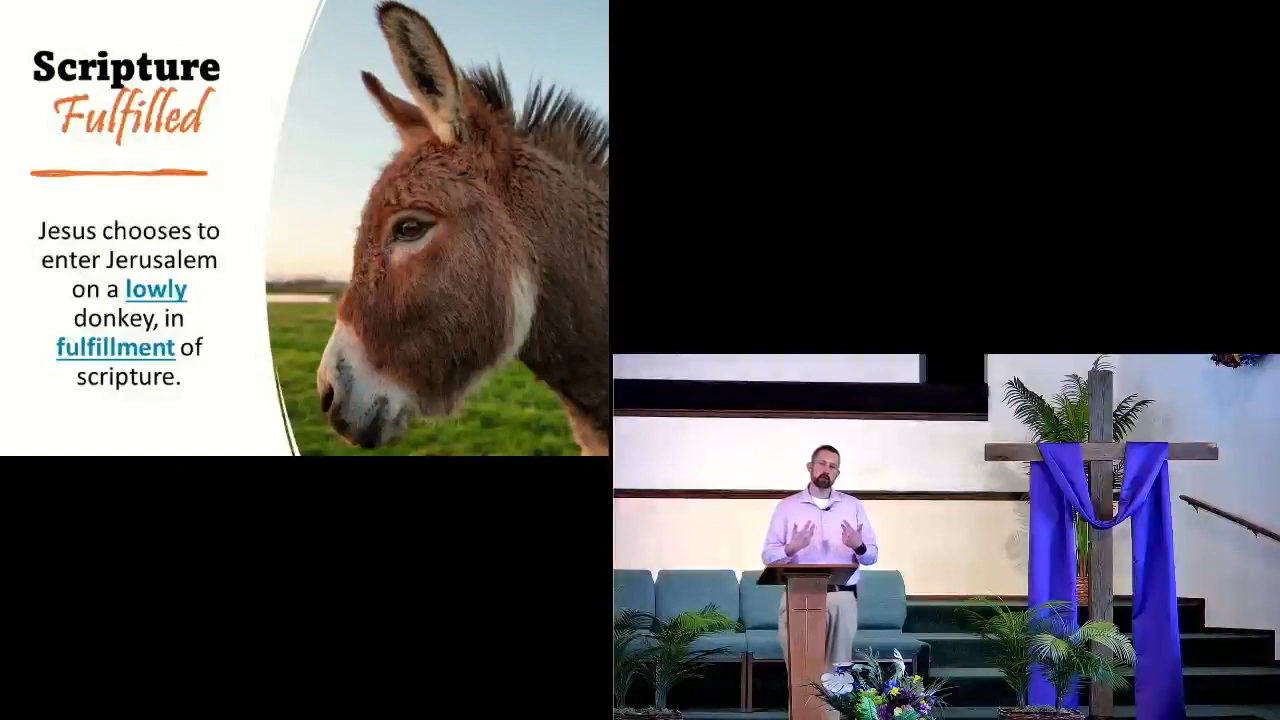 Scripture
Fulfilled
Jesus chooses to
enter Jerusalem
on a lowly
donkey, in
fulfillment of
scripture.